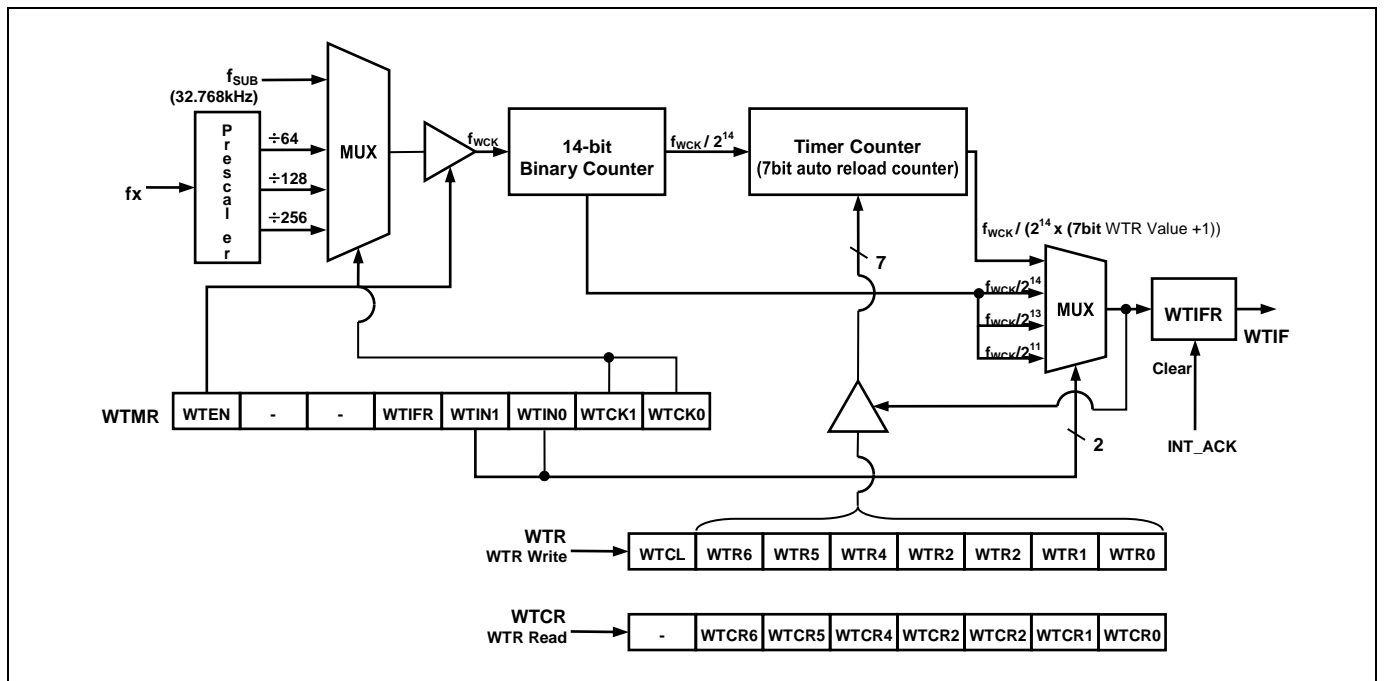 fSUB
(32.768kHz)
Prescaler
÷64
÷128
÷256
fx
MUX
fWCK
14-bit
Binary Counter
fWCK / 2^14
Timer Counter
(7bit auto reload counter)
fWCK / (2^14 x (7bit WTR Value +1))
7
fWCK/2^14
fWCK/2^13
fWCK/2^11
MUX
WTIFR
WTIF
Clear
INT_ACK
2
WTMR
WTEN - - WTIFR WTIN1 WTIN0 WTCK1 WTCK0
WTR
WTR Write
WTCL WTR6 WTR5 WTR4 WTR2 WTR2 WTR1 WTR0
WTCR
WTR Read
- WTCR6 WTCR5 WTCR4 WTCR2 WTCR2 WTCR1 WTCR0